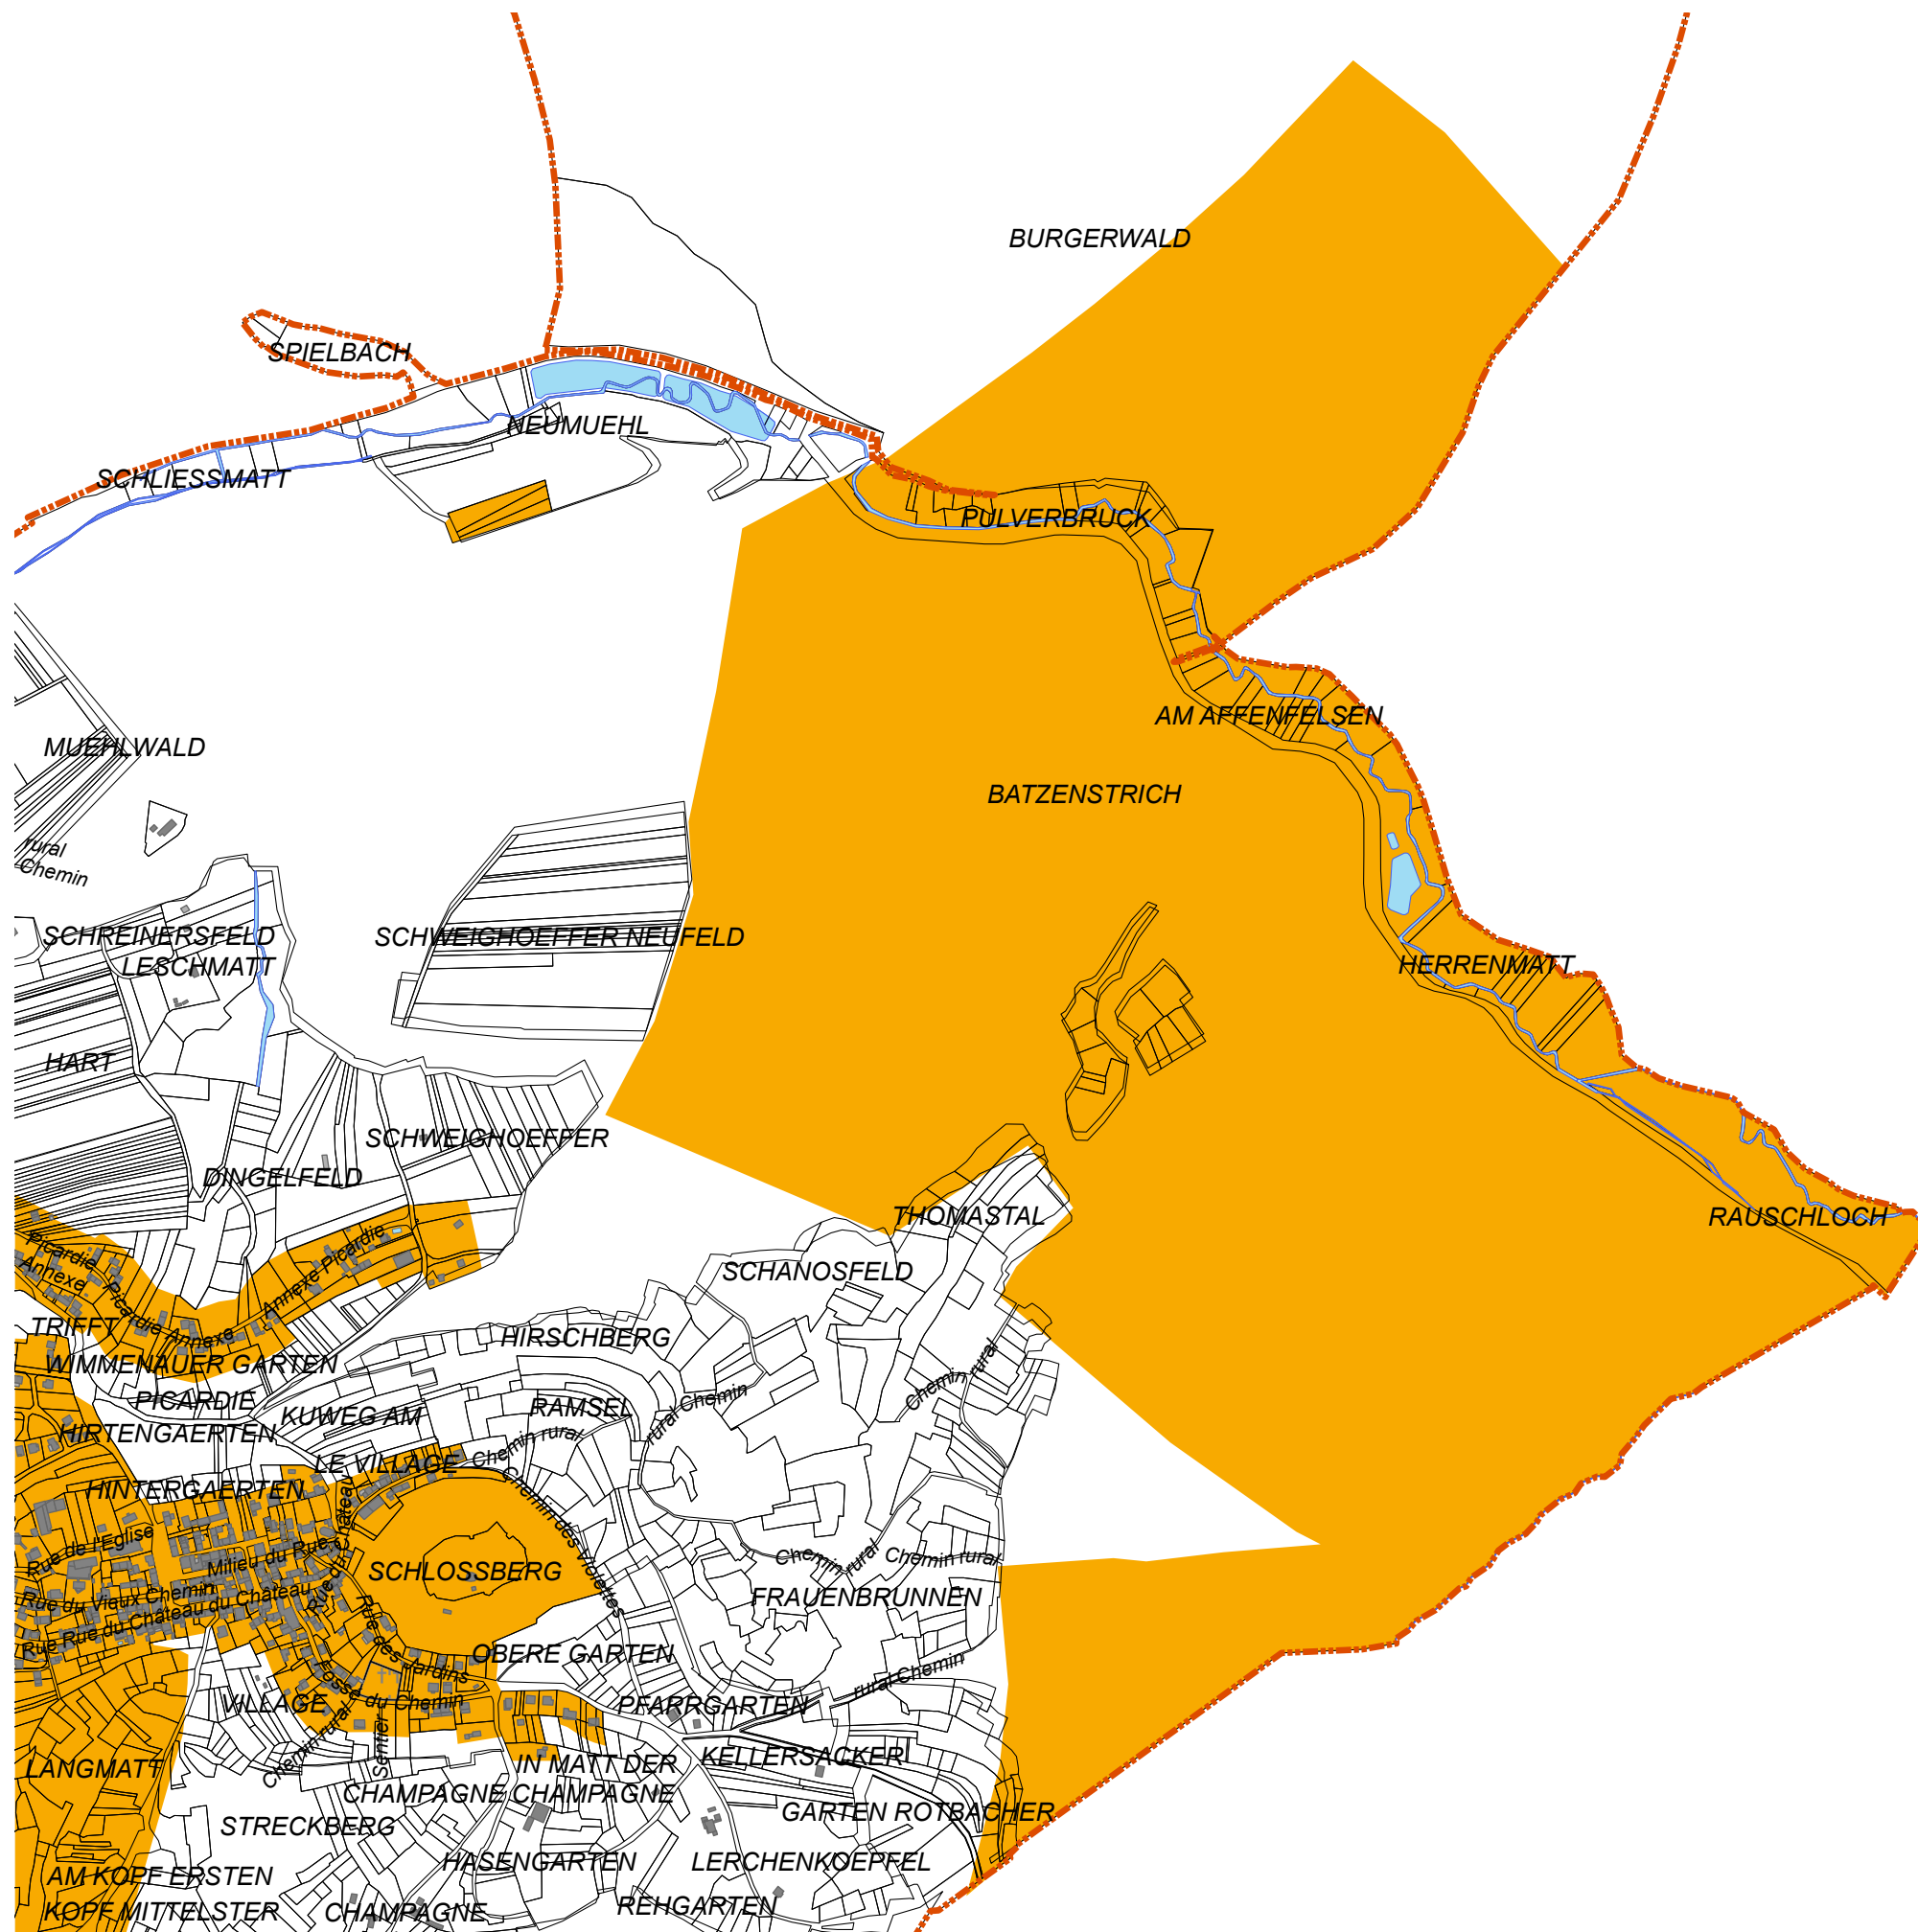 BURGERWALD
SPIELBACH
NEUMUEHL
SCHLIESSMATT
PULVERBRUCK
AM AFFENFELSEN
MUEHLWALD
BATZENSTRICH
rural
Chemin
SCHREINERSFELD
SCHWEIGHOEFFER NEUFELD
LESCHMATT
HERRENMATT
HART
SCHWEIGHOEFFER
DINGELFELD
THOMASTAL
RAUSCHLOCH
Picardie
Annexe
Annexe Picardie
SCHANOSFELD
Picardie Annexe
TRIFFT
HIRSCHBERG
WIMMENAUER GARTEN
Chemin rural
PICARDIE
KUWEG AM
RAMSEL
rural Chemin
HIRTENGAERTEN
Chemin rural
LE VILLAGE
HINTERGAERTEN
Chemin des Violettes
Rue du Château
Rue de l'Eglise
Milieu du Rue
SCHLOSSBERG
Chemin rural
Chemin rural
Rue du Vieux Chemin
FRAUENBRUNNEN
Rue Rue du Château du Château
Rue des Jardins
OBERE GARTEN
rural Chemin
Fossé du Chemin
VILLAGE
PFARRGARTEN
Chemin rural
Sentier
LANGMATT
IN MATT DER
KELLERSACKER
CHAMPAGNE CHAMPAGNE
GARTEN ROTBACHER
STRECKBERG
HASENGARTEN
LERCHENKOEPFEL
AM KOPF ERSTEN
REHGARTEN
KOPF MITTELSTER
CHAMPAGNE